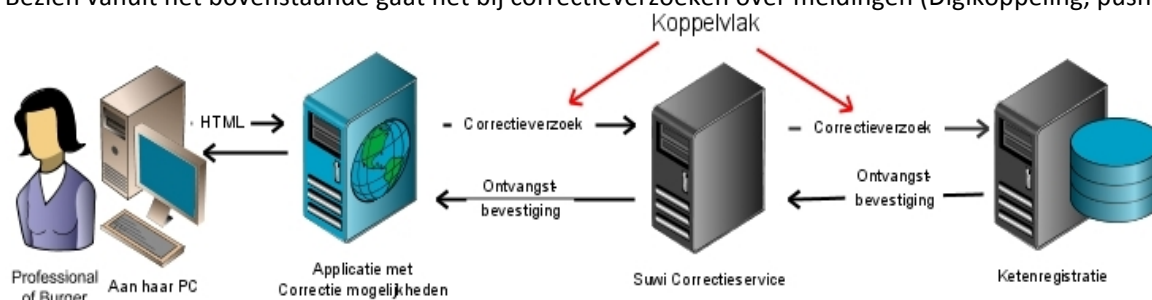 Bezien vanuit het bovenstaande gaat het bij correctieverzoeken over meldingen (Digikoppeling, push
Koppelvlak
HTML
Correctieverzoek
Correctieverzoek
Ontvangst-
bevestiging
Ontvangst-
bevestiging
Professional
of Burger
Aan haar PC
Applicatie met
Correctie mogelijkheden
Suwi Correctieservice
Ketenregistratie